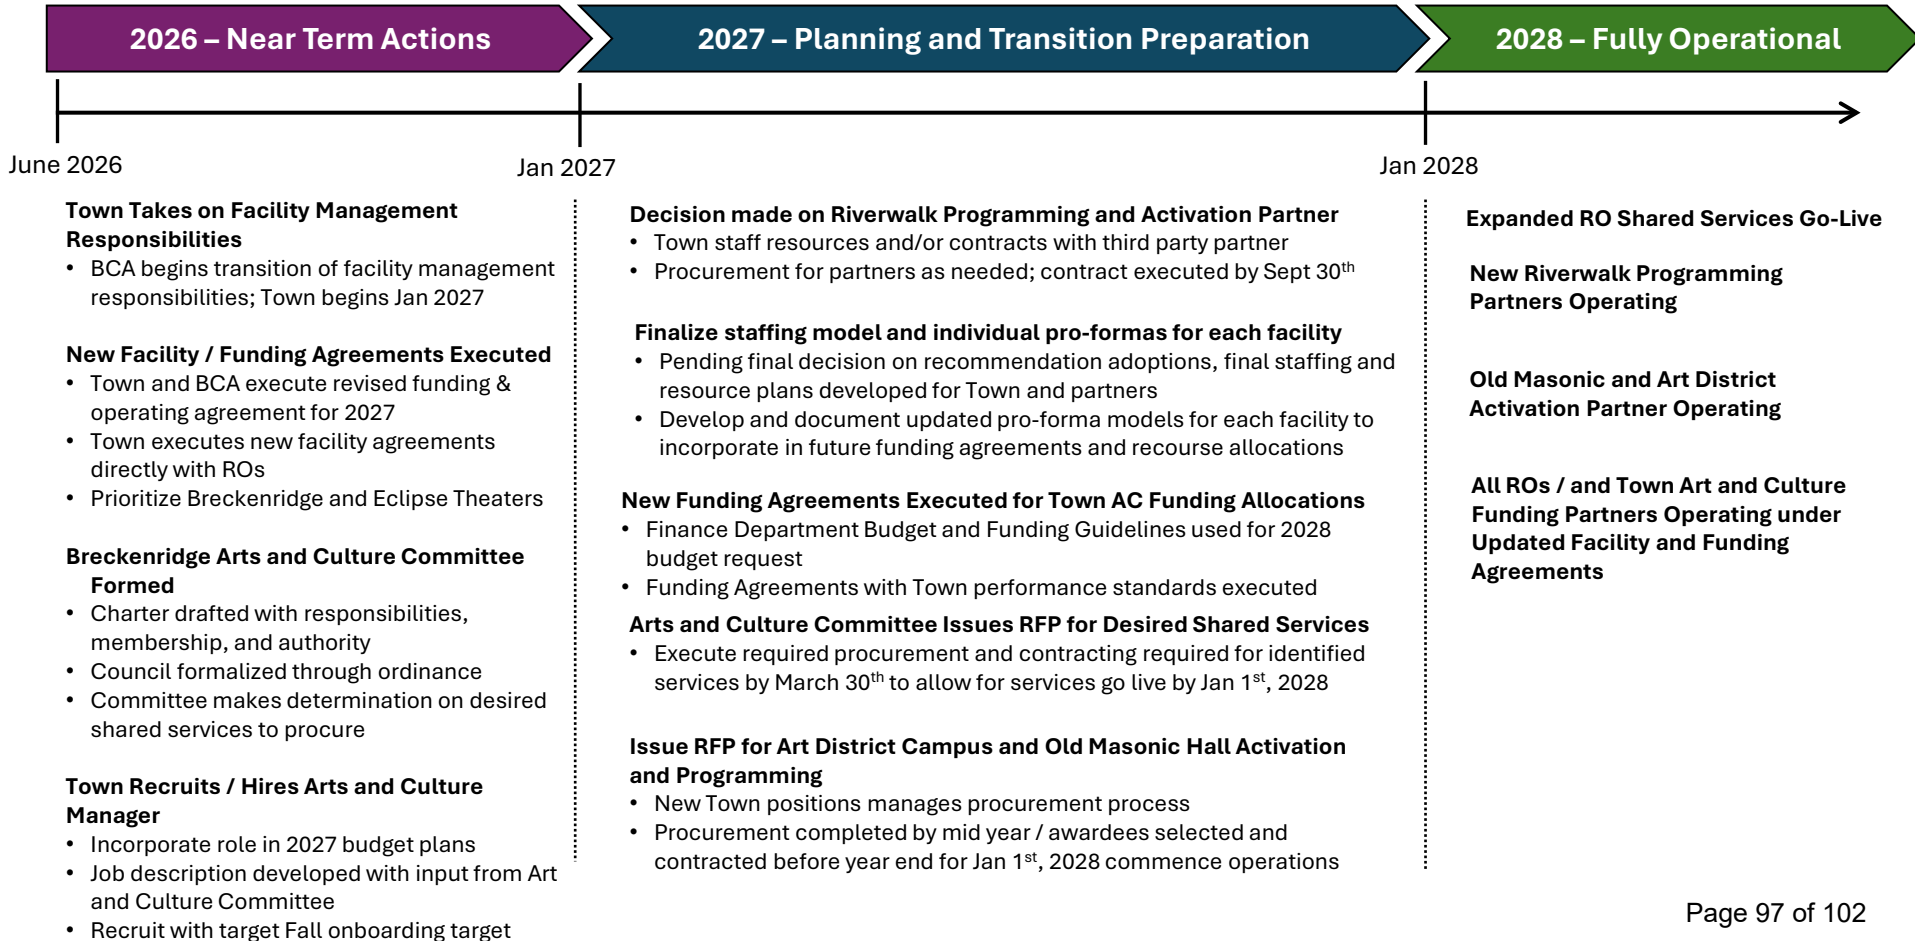 2026 – Near Term Actions
2027 – Planning and Transition Preparation
2028 – Fully Operational
June 2026
Jan 2027
Jan 2028
Town Takes on Facility Management
Responsibilities
• BCA begins transition of facility management
responsibilities; Town begins Jan 2027
New Facility / Funding Agreements Executed
• Town and BCA execute revised funding &
operating agreement for 2027
• Town executes new facility agreements
directly with ROs
• Prioritize Breckenridge and Eclipse Theaters
Breckenridge Arts and Culture Committee
Formed
• Charter drafted with responsibilities,
membership, and authority
• Council formalized through ordinance
• Committee makes determination on desired
shared services to procure
Town Recruits / Hires Arts and Culture
Manager
• Incorporate role in 2027 budget plans
• Job description developed with input from Art
and Culture Committee
• Recruit with target Fall onboarding target
Decision made on Riverwalk Programming and Activation Partner
• Town staff resources and/or contracts with third party partner
• Procurement for partners as needed; contract executed by Sept 30th
Finalize staffing model and individual pro-formas for each facility
• Pending final decision on recommendation adoptions, final staffing and
resource plans developed for Town and partners
• Develop and document updated pro-forma models for each facility to
incorporate in future funding agreements and recourse allocations
New Funding Agreements Executed for Town AC Funding Allocations
• Finance Department Budget and Funding Guidelines used for 2028
budget request
• Funding Agreements with Town performance standards executed
Arts and Culture Committee Issues RFP for Desired Shared Services
• Execute required procurement and contracting required for identified
services by March 30th to allow for services go live by Jan 1st, 2028
Issue RFP for Art District Campus and Old Masonic Hall Activation
and Programming
• New Town positions manages procurement process
• Procurement completed by mid year / awardees selected and
contracted before year end for Jan 1st, 2028 commence operations
Expanded RO Shared Services Go-Live
New Riverwalk Programming
Partners Operating
Old Masonic and Art District
Activation Partner Operating
All ROs / and Town Art and Culture
Funding Partners Operating under
Updated Facility and Funding
Agreements
Page 97 of 102